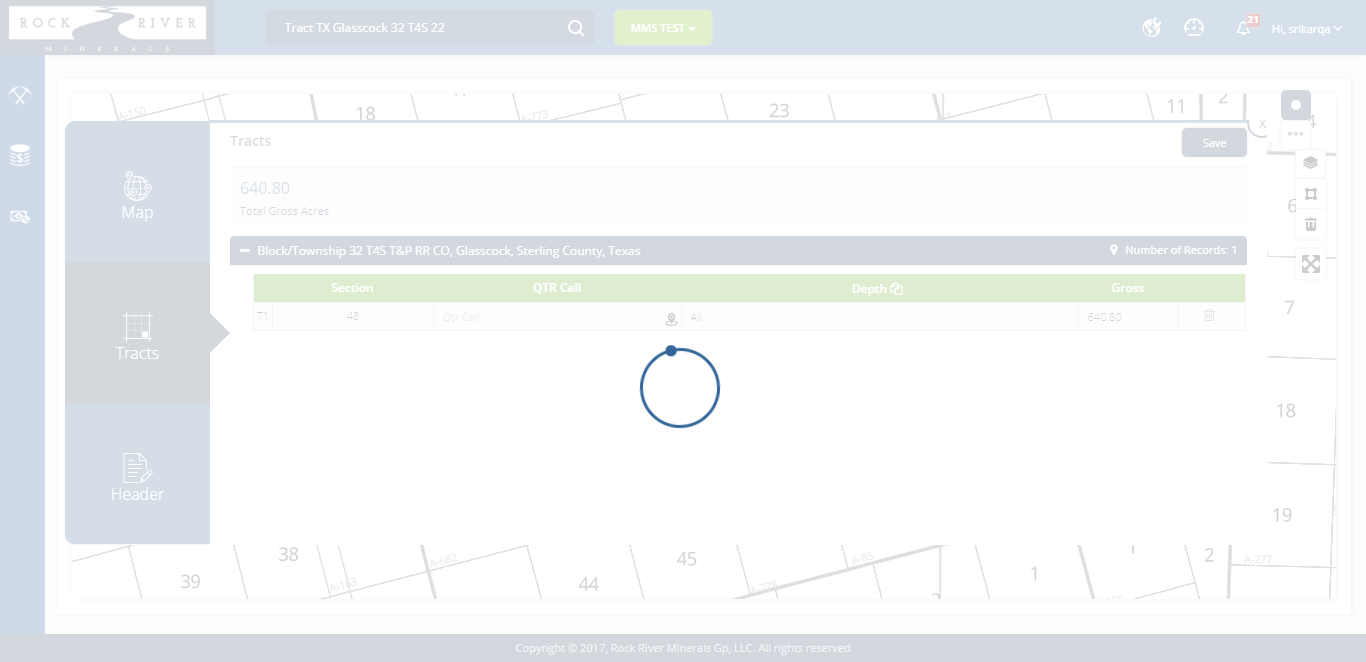 ROCK RIVER
MINERALS
Tract TX Glasscock 32 T4S 22
MMS TEST
21
Hi, srikarqa
A-150
18
A-773
23
11
2
4
X
Tracts
Save
Map
640.80
Total Gross Acres
6
Block/Township 32 T4S T&P RR CO, Glasscock, Sterling County, Texas
Number of Records: 1
Section QTR Call Depth Gross
T1 48 Qtr Call All 640.80
7
Tracts
18
Header
19
38
39
A-163
A-682
44
45
A-778
A-85
1
2
A-777
Copyright © 2017, Rock River Minerals Gp, LLC. All rights reserved